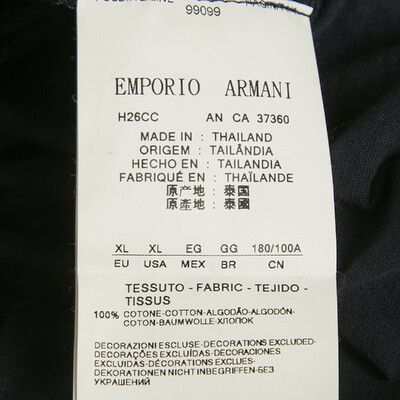 99099
EMPORIO ARMANI
H26CC AN CA 37360
MADE IN : THAILAND
ORIGEM : TAILÂNDIA
HECHO EN : TAILANDIA
FABRIQUÉ EN : THAÏLANDE
原产地 : 泰国
原產地 : 泰國
XL XL EG GG 180/100A
EU USA MEX BR CN
TESSUTO - FABRIC - TEJIDO -
TISSUS
100% COTONE-COTTON-ALGODÃO-ALGODÓN-
COTON-BAUMWOLLE-ХЛОПОК
DECORAZIONI ESCLUSE-DECORATIONS EXCLUDED-
DECORAÇÕES EXCLUÍDAS-DECORACIONES
EXCLUIDAS-DÉCORATIONS EXCLUES-
DEKORATIONEN NICHT INBEGRIFFEN-БЕЗ
УКРАШЕНИЙ